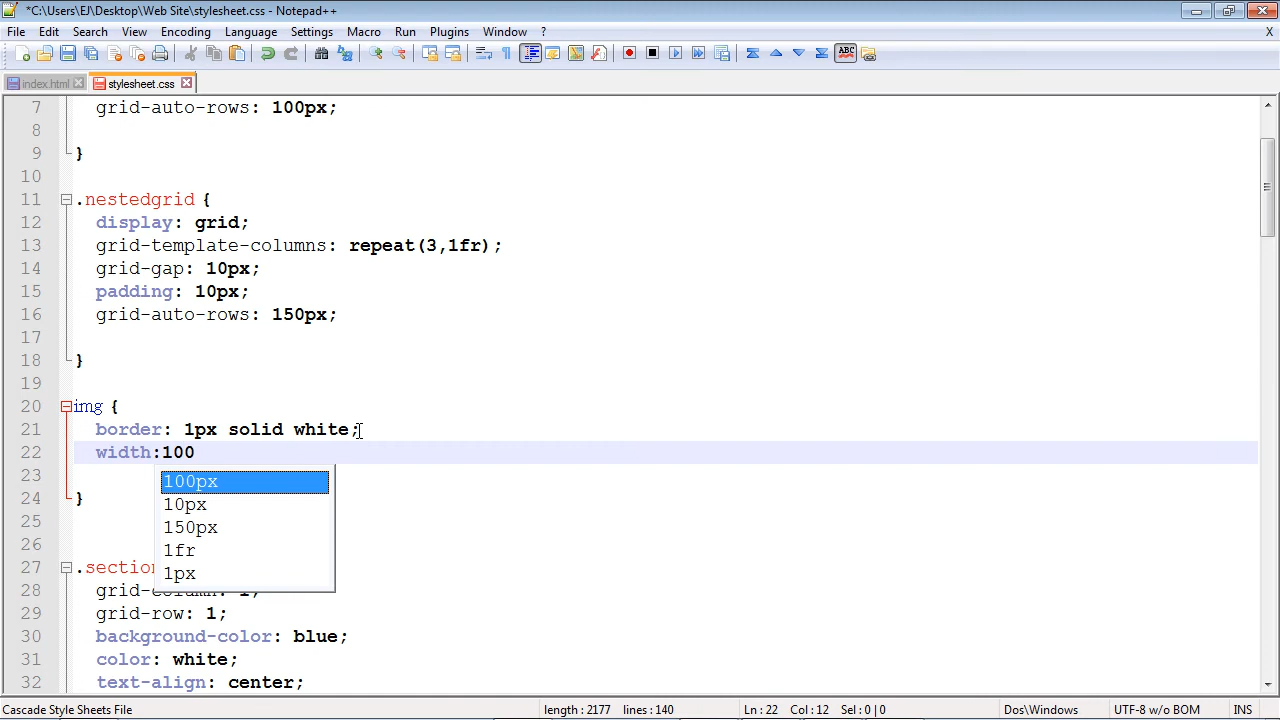 *C:\Users\EJ\Desktop\Web Site\stylesheet.css - Notepad++
File Edit Search View Encoding Language Settings Macro Run Plugins Window ? X
ABC
index.html stylesheet.css
7 grid-auto-rows: 100px;
8
9 }
10
11 .nestedgrid {
12 display: grid;
13 grid-template-columns: repeat(3,1fr);
14 grid-gap: 10px;
15 padding: 10px;
16 grid-auto-rows: 150px;
17
18 }
19
20 img {
21 border: 1px solid white;
22 width:100
23
24 }
25
26
100px
10px
150px
1fr
1px
27 .section
28 grid-column: 1;
29 grid-row: 1;
30 background-color: blue;
31 color: white;
32 text-align: center;
Cascade Style Sheets File length : 2177 lines : 140 Ln : 22 Col : 12 Sel : 0 | 0 Dos\Windows UTF-8 w/o BOM INS